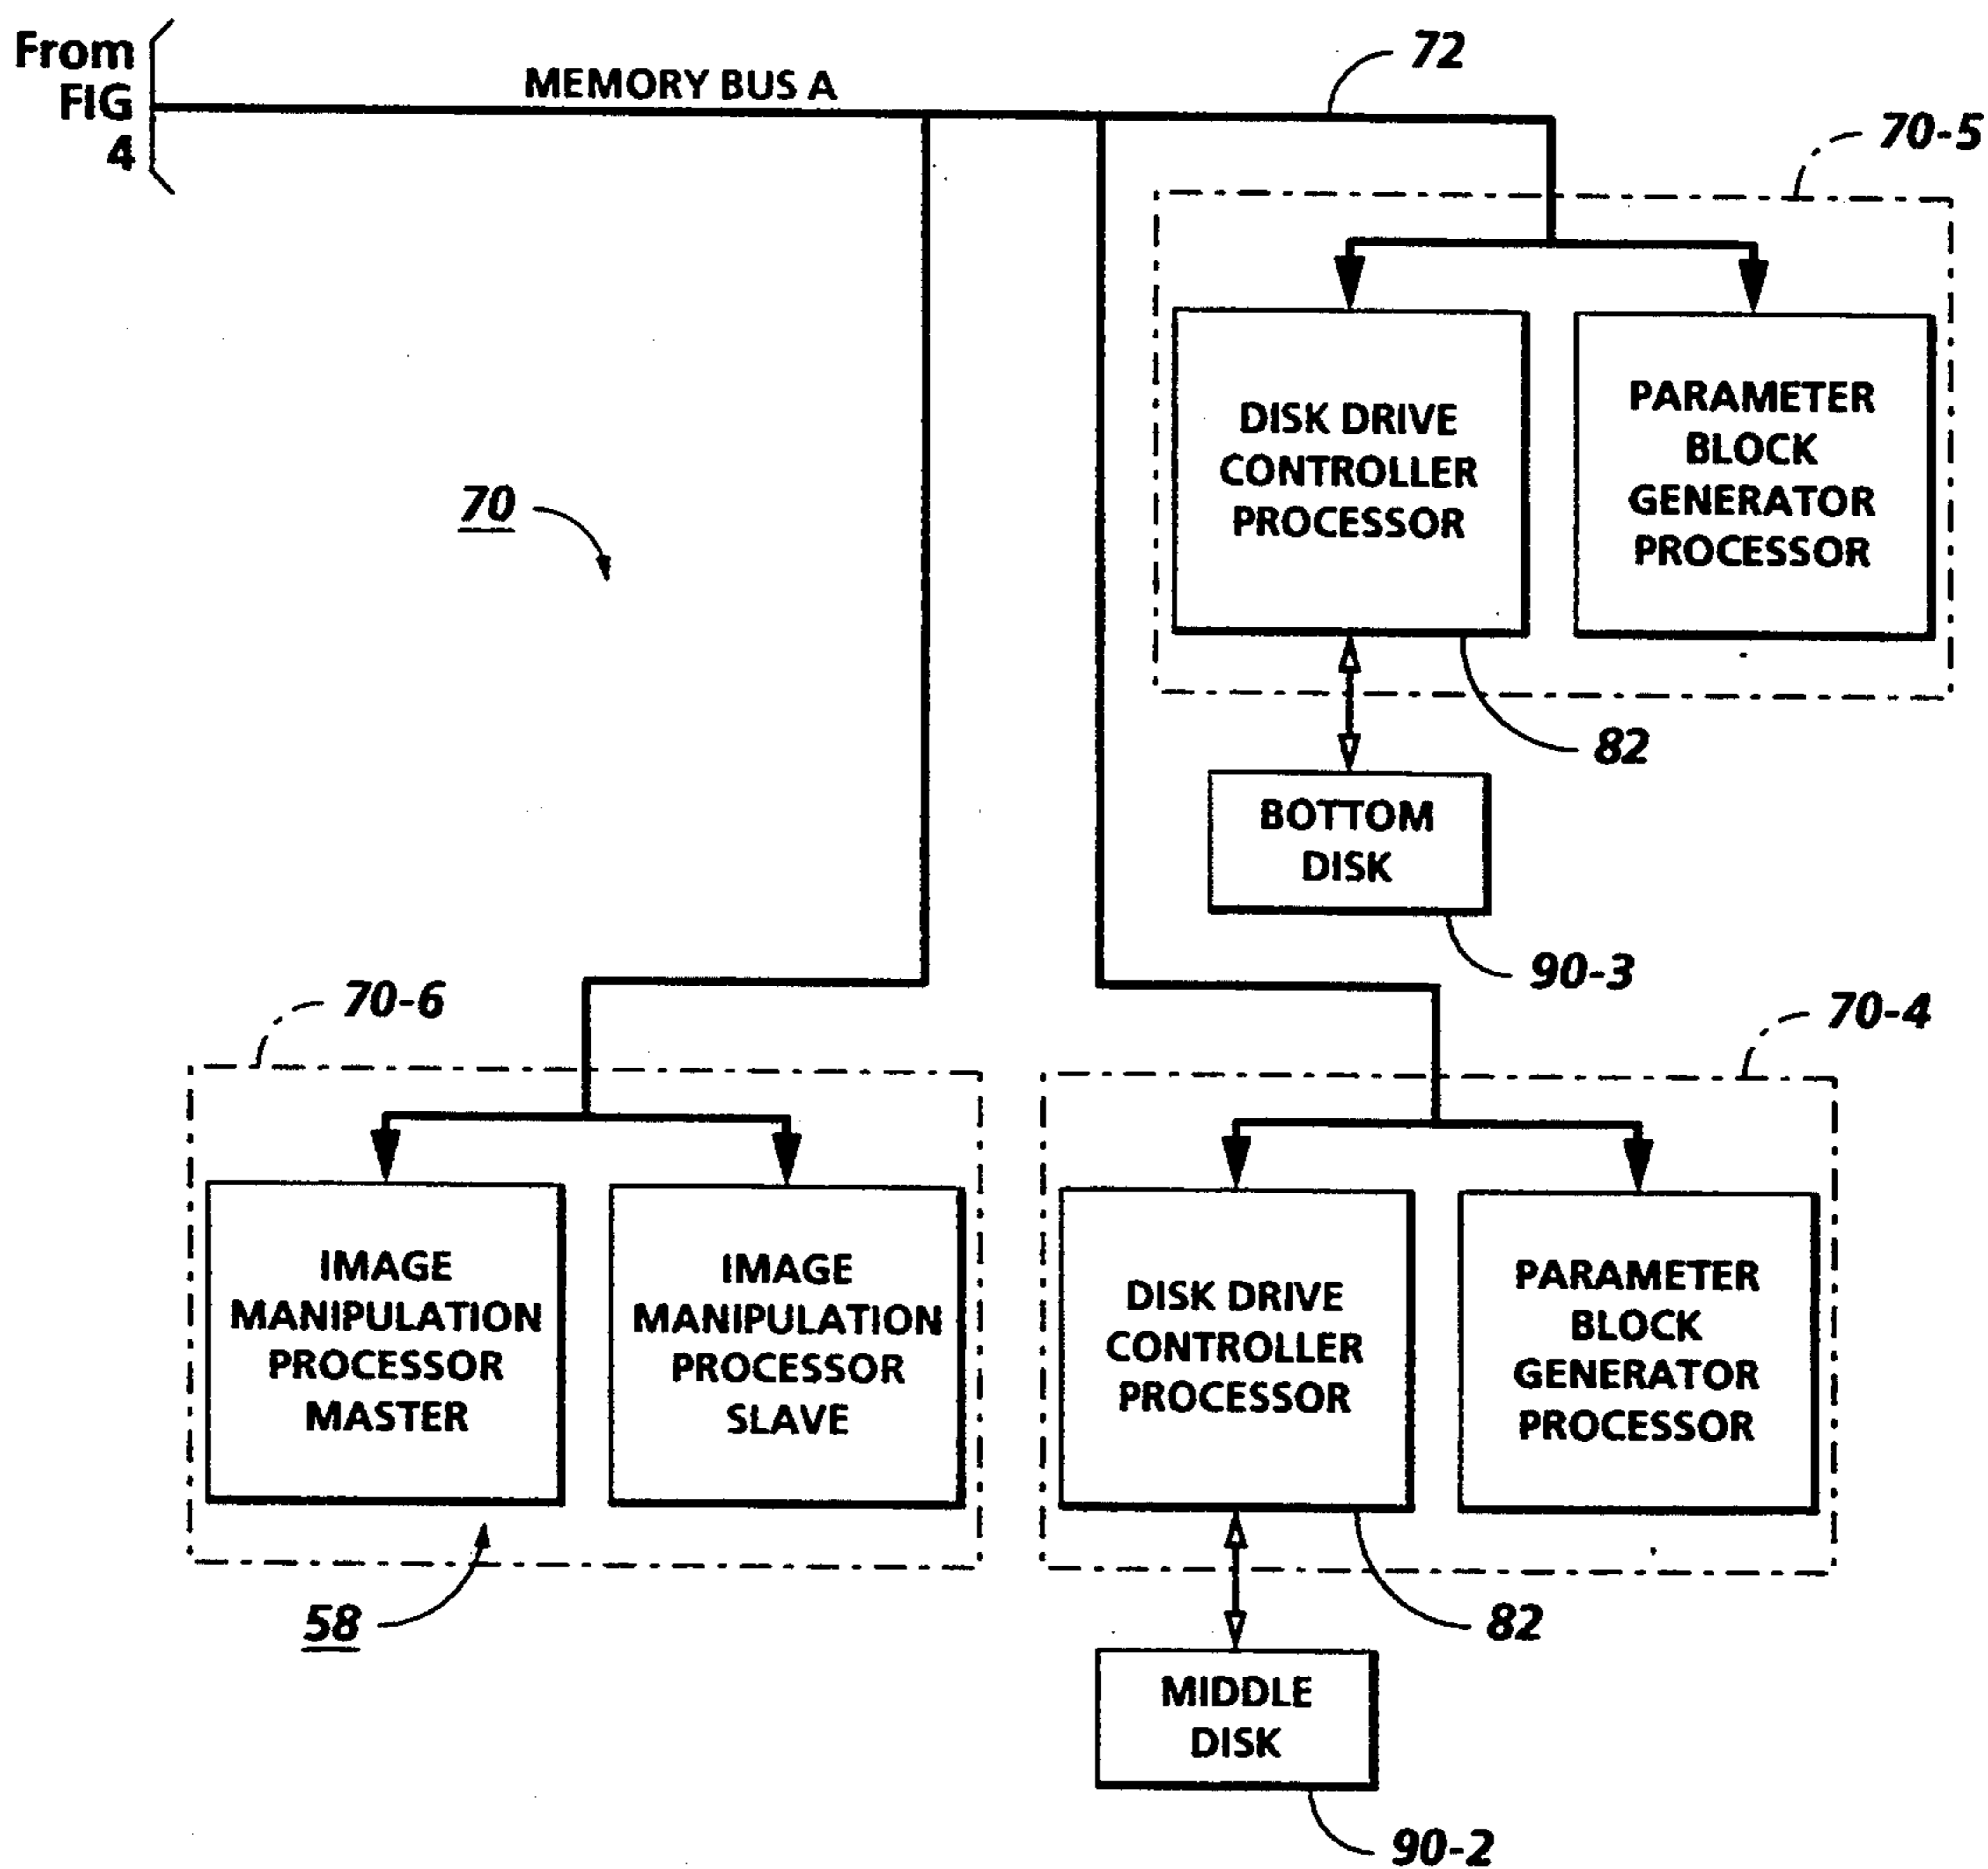 From
FIG
4
MEMORY BUS A
72
70-5
DISK DRIVE
CONTROLLER
PROCESSOR
PARAMETER
BLOCK
GENERATOR
PROCESSOR
70
82
BOTTOM
DISK
90-3
70-6
70-4
IMAGE
MANIPULATION
PROCESSOR
MASTER
IMAGE
MANIPULATION
PROCESSOR
SLAVE
DISK DRIVE
CONTROLLER
PROCESSOR
PARAMETER
BLOCK
GENERATOR
PROCESSOR
58
82
MIDDLE
DISK
90-2